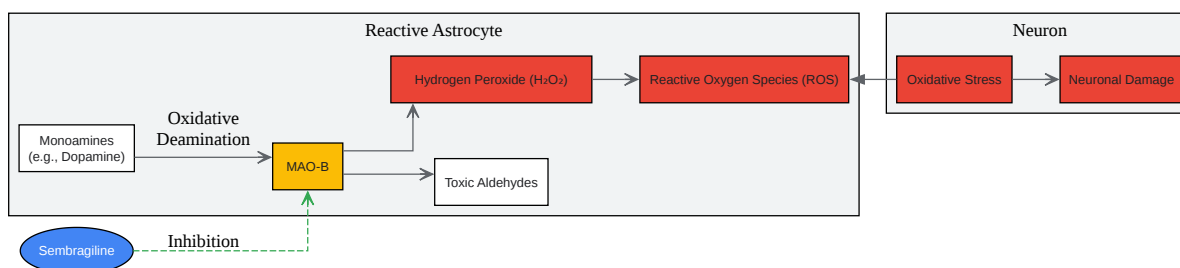 Reactive Astrocyte
Neuron
Hydrogen Peroxide (H₂O₂)
Reactive Oxygen Species (ROS)
Oxidative Stress
Neuronal Damage
Oxidative
Deamination
Monoamines
(e.g., Dopamine)
MAO-B
Toxic Aldehydes
Inhibition
Sembragiline